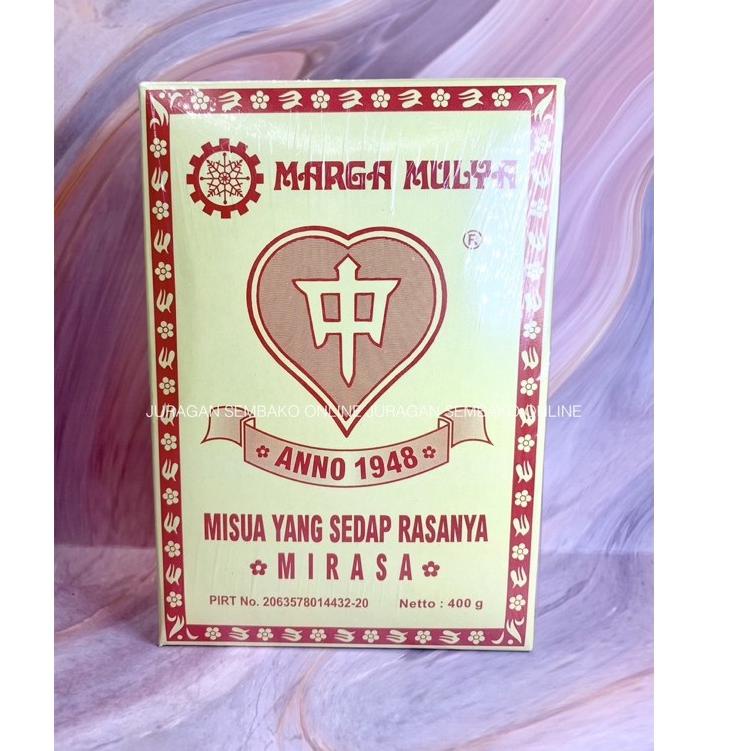 MARGA MULYA
®
中
JURAGAN SEMBAKO ONLINE JURAGAN SEMBAKO ONLINE
ANNO 1948
MISUA YANG SEDAP RASANYA
MIRASA
PIRT No. 2063578014432-20 Netto : 400 g